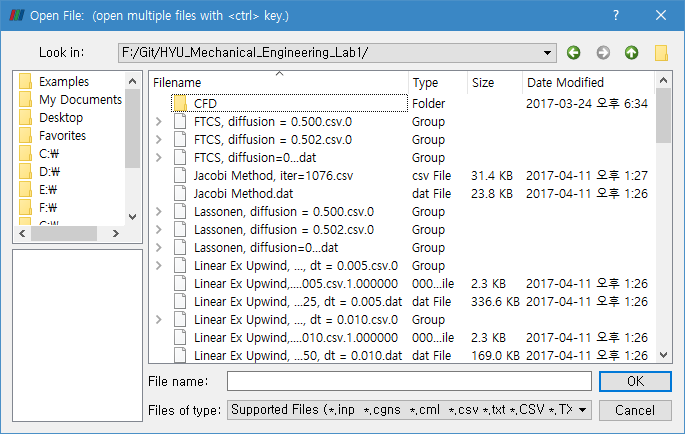 Open File:  (open multiple files with <ctrl> key.)
Look in: F:/Git/HYU_Mechanical_Engineering_Lab1/
Examples
My Documents
Desktop
Favorites
C:₩
D:₩
E:₩
F:₩
Filename Type Size Date Modified
CFD Folder 2017-03-24 오후 6:34
FTCS, diffusion = 0.500.csv.0 Group
FTCS, diffusion = 0.502.csv.0 Group
FTCS, diffusion=0...dat Group
Jacobi Method, iter=1076.csv csv File 31.4 KB 2017-04-11 오후 1:27
Jacobi Method.dat dat File 23.8 KB 2017-04-11 오후 1:26
Lassonen, diffusion = 0.500.csv.0 Group
Lassonen, diffusion = 0.502.csv.0 Group
Lassonen, diffusion=0...dat Group
Linear Ex Upwind, ..., dt = 0.005.csv.0 Group
Linear Ex Upwind,....005.csv.1.000000 000...ile 2.3 KB 2017-04-11 오후 1:26
Linear Ex Upwind, ...25, dt = 0.005.dat dat File 336.6 KB 2017-04-11 오후 1:26
Linear Ex Upwind, ..., dt = 0.010.csv.0 Group
Linear Ex Upwind,....010.csv.1.000000 000...ile 2.3 KB 2017-04-11 오후 1:26
Linear Ex Upwind, ...50, dt = 0.010.dat dat File 169.0 KB 2017-04-11 오후 1:26
File name: OK
Files of type: Supported Files (*,inp *,cgns *,cml *,csv *,txt *,CSV *, Cancel